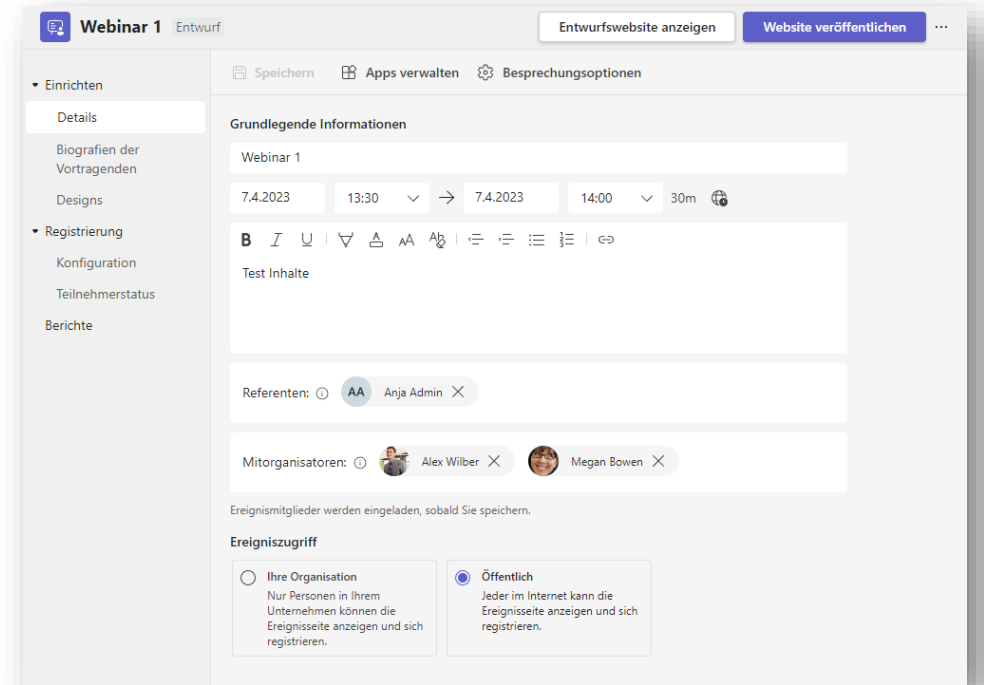 Webinar 1 Entwurf Entwurfswebsite anzeigen Website veröffentlichen
Speichern Apps verwalten Besprechungsoptionen
Einrichten
Details
Biografien der
Vortragenden
Designs
Registrierung
Konfiguration
Teilnehmerstatus
Berichte
Grundlegende Informationen
Webinar 1
7.4.2023 13:30 → 7.4.2023 14:00 30m
Test Inhalte
Referenten: AA Anja Admin
Mitorganisatoren: Alex Wilber Megan Bowen
Ereignismitglieder werden eingeladen, sobald Sie speichern.
Ereigniszugriff
Ihre Organisation
Nur Personen in Ihrem
Unternehmen können die
Ereignisseite anzeigen und sich
registrieren.
Öffentlich
Jeder im Internet kann die
Ereignisseite anzeigen und sich
registrieren.